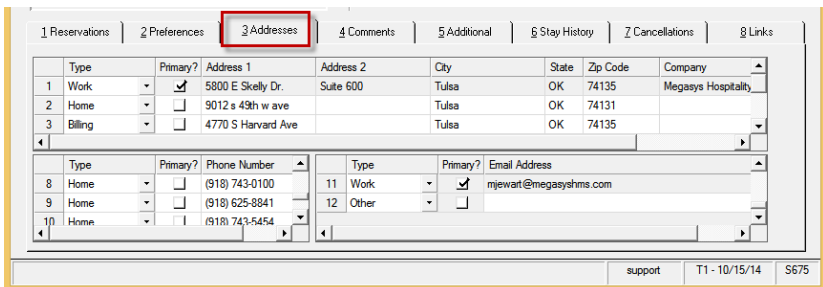 1 Reservations 2 Preferences 3 Addresses 4 Comments 5 Additional 6 Stay History 7 Cancellations 8 Links
Type Primary? Address 1 Address 2 City State Zip Code Company
1 Work 5800 E Skelly Dr. Suite 600 Tulsa OK 74135 Megasys Hospitality
2 Home 9012 s 49th w ave Tulsa OK 74131
3 Billing 4770 S Harvard Ave Tulsa OK 74135
Type Primary? Phone Number Type Primary? Email Address
8 Home (918) 743-0100 11 Work mjewart@megasyshms.com
9 Home (918) 625-8841 12 Other
10 Home (918) 743-5454
support T1 - 10/15/14 S675